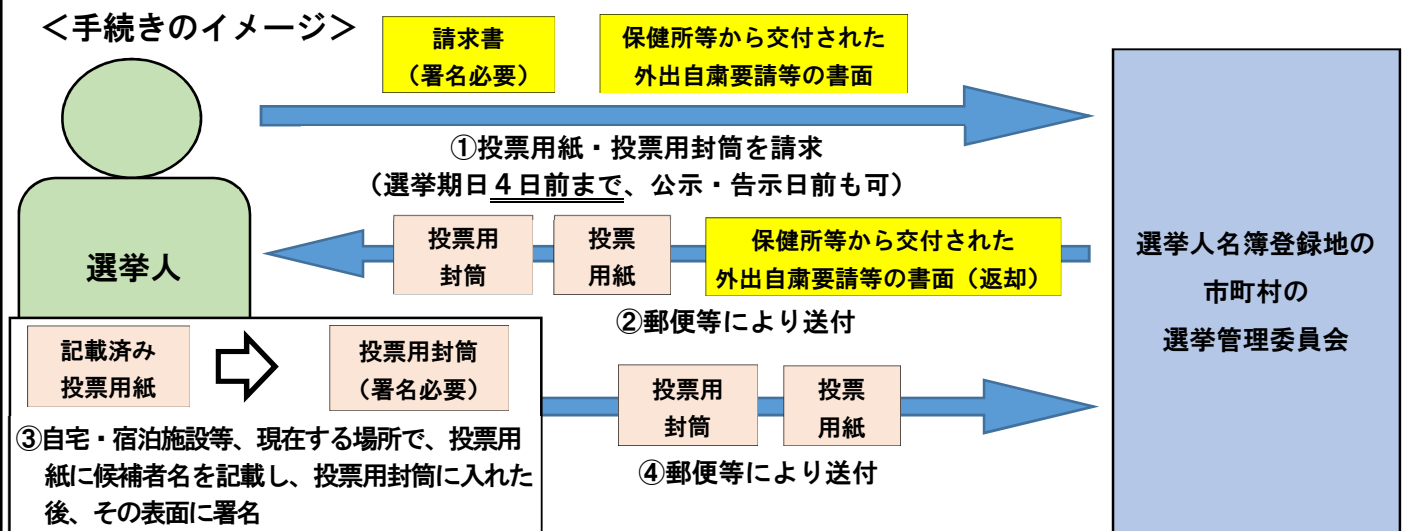 ＜手続きのイメージ＞
請求書
（署名必要）
保健所等から交付された
外出自粛要請等の書面
①投票用紙・投票用封筒を請求
（選挙期日４日前まで、公示・告示日前も可）
選挙人
投票用
封筒
投票
用紙
保健所等から交付された
外出自粛要請等の書面（返却）
②郵便等により送付
選挙人名簿登録地の
市町村の
選挙管理委員会
記載済み
投票用紙
投票用封筒
（署名必要）
③自宅・宿泊施設等、現在する場所で、投票用
紙に候補者名を記載し、投票用封筒に入れた
後、その表面に署名
投票用
封筒
投票
用紙
④郵便等により送付